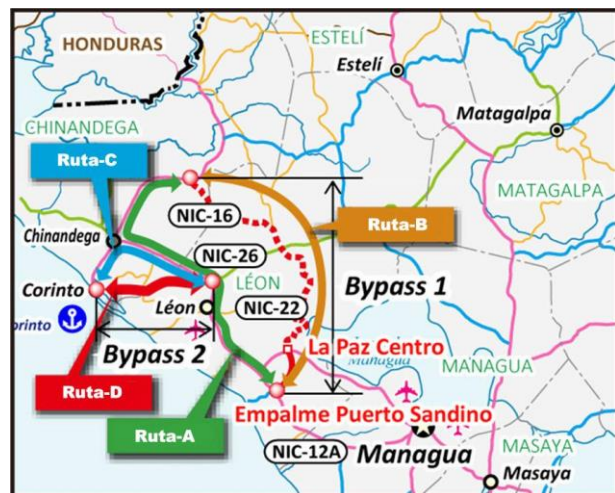 HONDURAS
ESTELÍ
Estelí
Matagalpa
CHINANDEGA
Ruta-C
MATAGALPA
NIC-16
Ruta-B
Chinandega
NIC-26
Corinto
LÉON
Bypass 1
Léon
NIC-22
orinto
Bypass 2
La Paz Centro
Managua
MANAGUA
Ruta-D
Empalme Puerto Sandino
Ruta-A
NIC-12A
Managua
MASAYA
Masaya